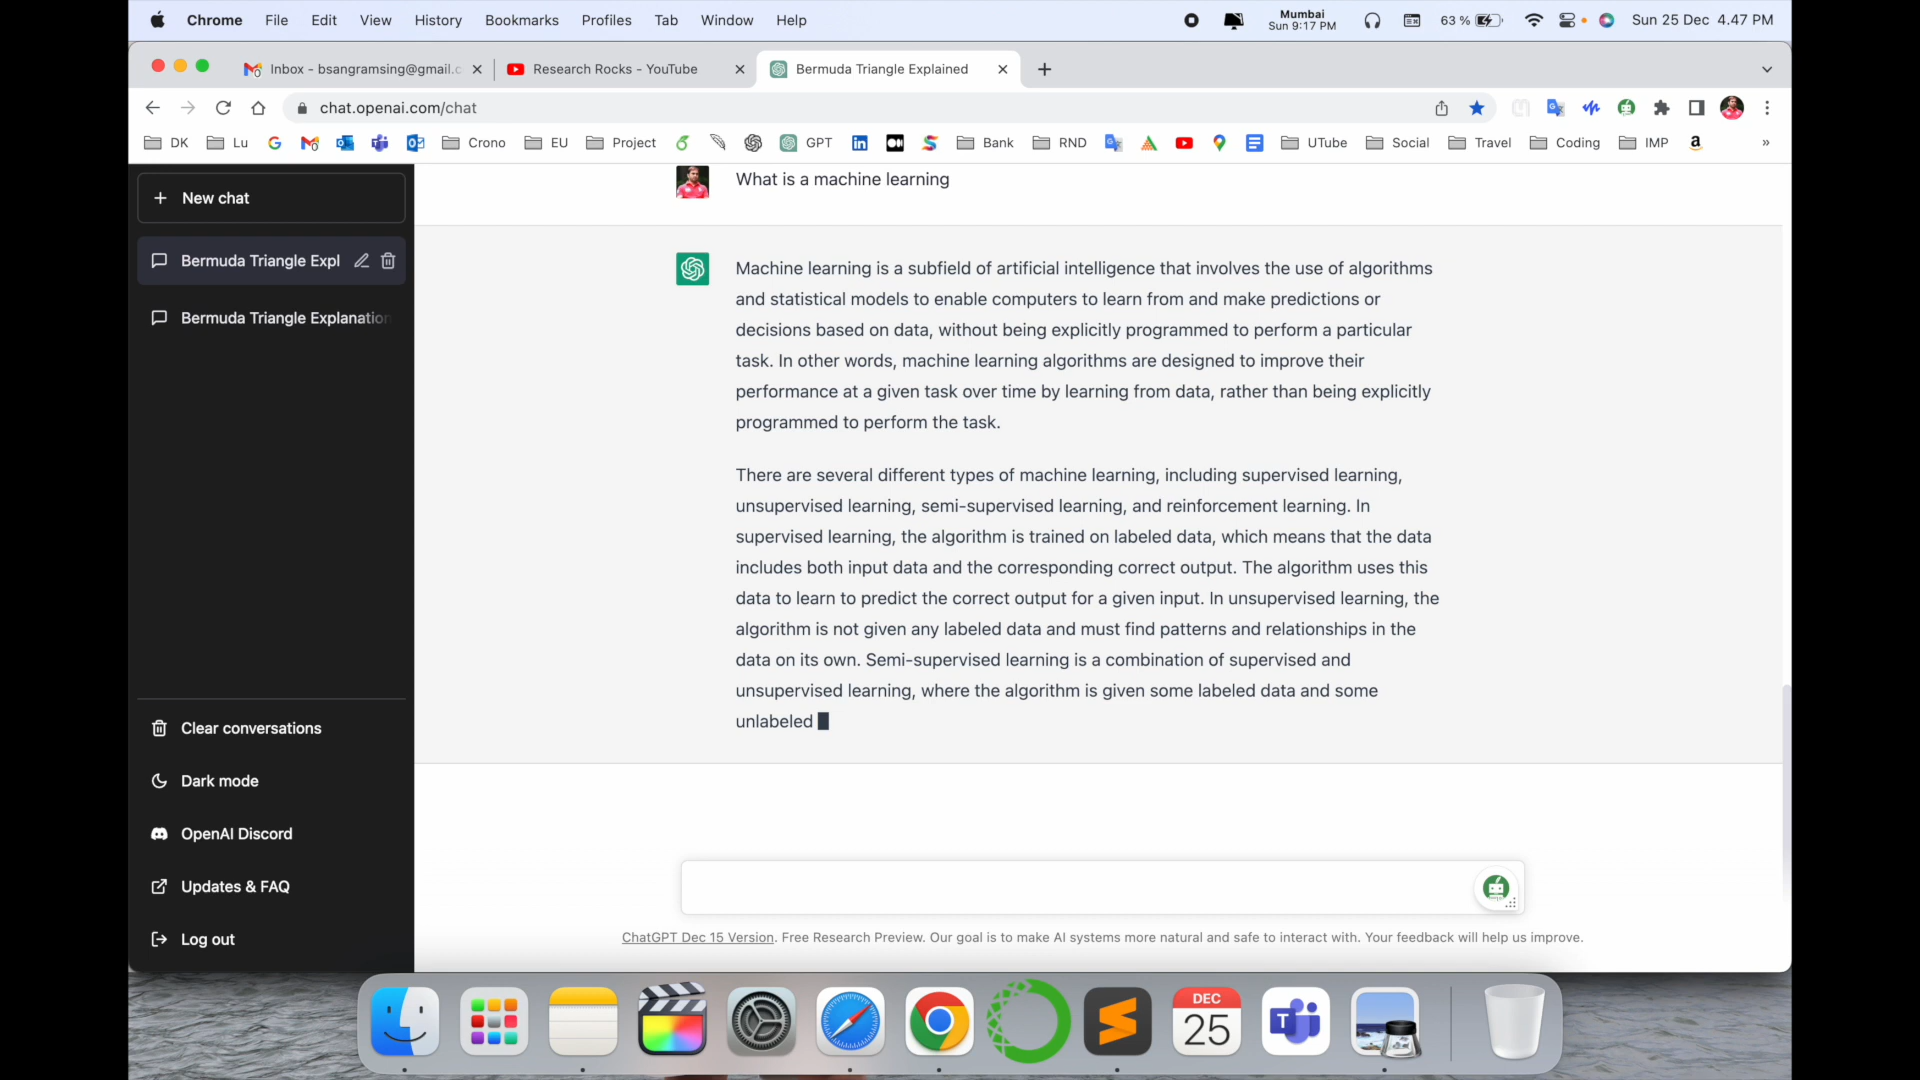 Chrome File Edit View History Bookmarks Profiles Tab Window Help Mumbai Sun 9:17 PM 63 % Sun 25 Dec 4.47 PM
Inbox - bsangramsing@gmail.c Research Rocks - YouTube Bermuda Triangle Explained
chat.openai.com/chat
DK Lu Crono EU Project GPT Bank RND UTube Social Travel Coding IMP »
New chat
Bermuda Triangle Expl
Bermuda Triangle Explanation
Clear conversations
Dark mode
OpenAI Discord
Updates & FAQ
Log out
What is a machine learning
Machine learning is a subfield of artificial intelligence that involves the use of algorithms
and statistical models to enable computers to learn from and make predictions or
decisions based on data, without being explicitly programmed to perform a particular
task. In other words, machine learning algorithms are designed to improve their
performance at a given task over time by learning from data, rather than being explicitly
programmed to perform the task.
There are several different types of machine learning, including supervised learning,
unsupervised learning, semi-supervised learning, and reinforcement learning. In
supervised learning, the algorithm is trained on labeled data, which means that the data
includes both input data and the corresponding correct output. The algorithm uses this
data to learn to predict the correct output for a given input. In unsupervised learning, the
algorithm is not given any labeled data and must find patterns and relationships in the
data on its own. Semi-supervised learning is a combination of supervised and
unsupervised learning, where the algorithm is given some labeled data and some
unlabeled
ChatGPT Dec 15 Version. Free Research Preview. Our goal is to make AI systems more natural and safe to interact with. Your feedback will help us improve.
DEC
25